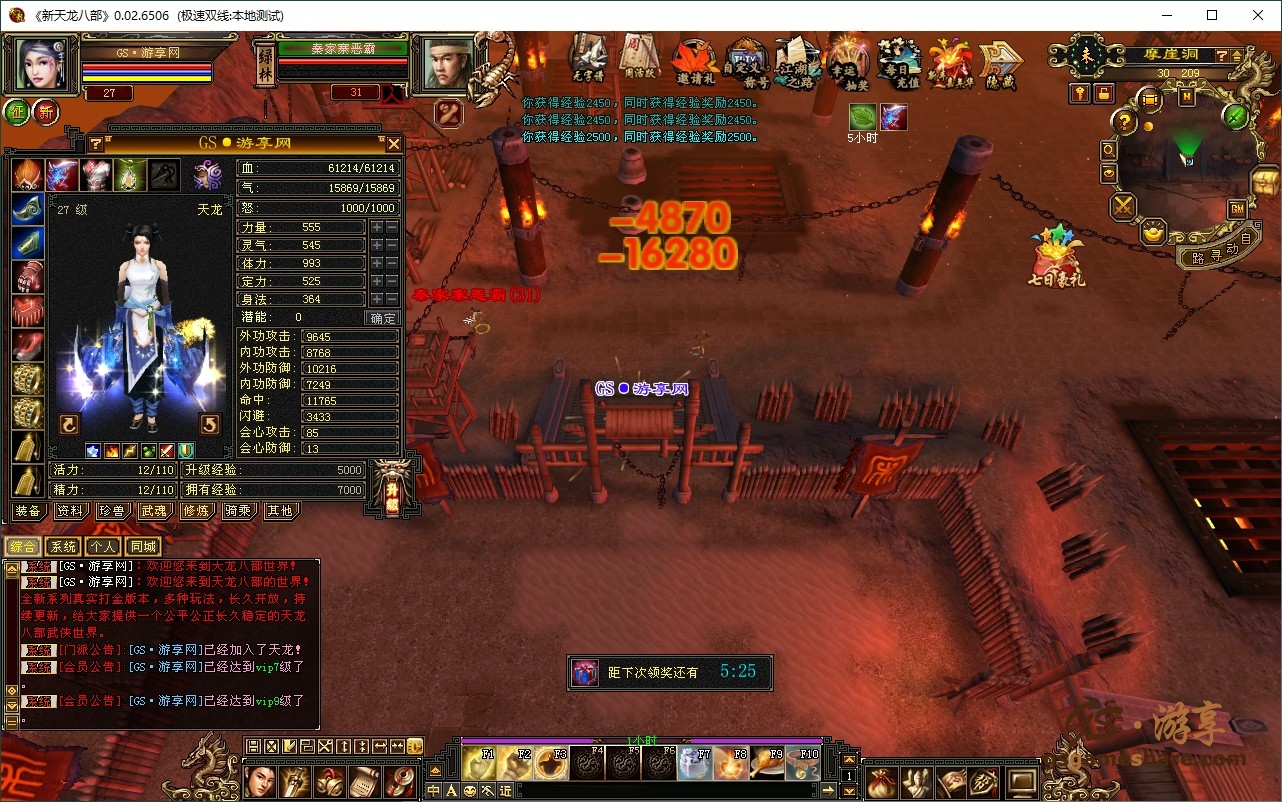 《新天龙八部》0.02.6506 (极速双线:本地测试)
GS·游享网
27
绿林
秦家寨恶霸
31
征
新
无字谱
周活跃
邀请礼
自定义称号
江湖迷路
幸运抽奖
每日充值
隐藏
你获得经验2450，同时获得经验奖励2450。
你获得经验2450，同时获得经验奖励2450。
你获得经验2500，同时获得经验奖励2500。
5小时
未
摩崖洞
30 209
N
GM
自动寻路
七日豪礼
?
GS●游享网
27 级
天龙
血: 61214/61214
气: 15869/15869
怒: 1000/1000
力量: 555
灵气: 545
体力: 993
定力: 525
身法: 364
潜能: 0
确定
外功攻击: 9645
内功攻击: 8768
外功防御: 10216
内功防御: 7249
命中: 11765
闪避: 3433
会心攻击: 85
会心防御: 13
活力: 12/110
升级经验: 5000
精力: 12/110
拥有经验: 7000
升级
装备
资料
珍兽
武魂
修炼
骑乘
其他
-4870
-16280
秦家寨恶霸(31)
GS●游享网
综合
系统
个人
同城
系统 [GS·游享网]：欢迎您来到天龙八部世界！
系统 [GS·游享网]：欢迎您来到天龙八部的世界！
全新系列真实打金版本，多种玩法，长久开放，持
续更新，给大家提供一个公平公正长久稳定的天龙
八部武侠世界。
系统 [门派公告] [GS·游享网]已经加入了天龙！
系统 [会员公告] [GS·游享网]已经达到vip7级了
。
系统 [会员公告] [GS·游享网]已经达到vip9级了
。
距下次领奖还有 5:25
1小时
F1
F2
F3
F4
F5
F6
F7
F8
F9
F10
1
中
A
近
GS·游享
gameshare.com